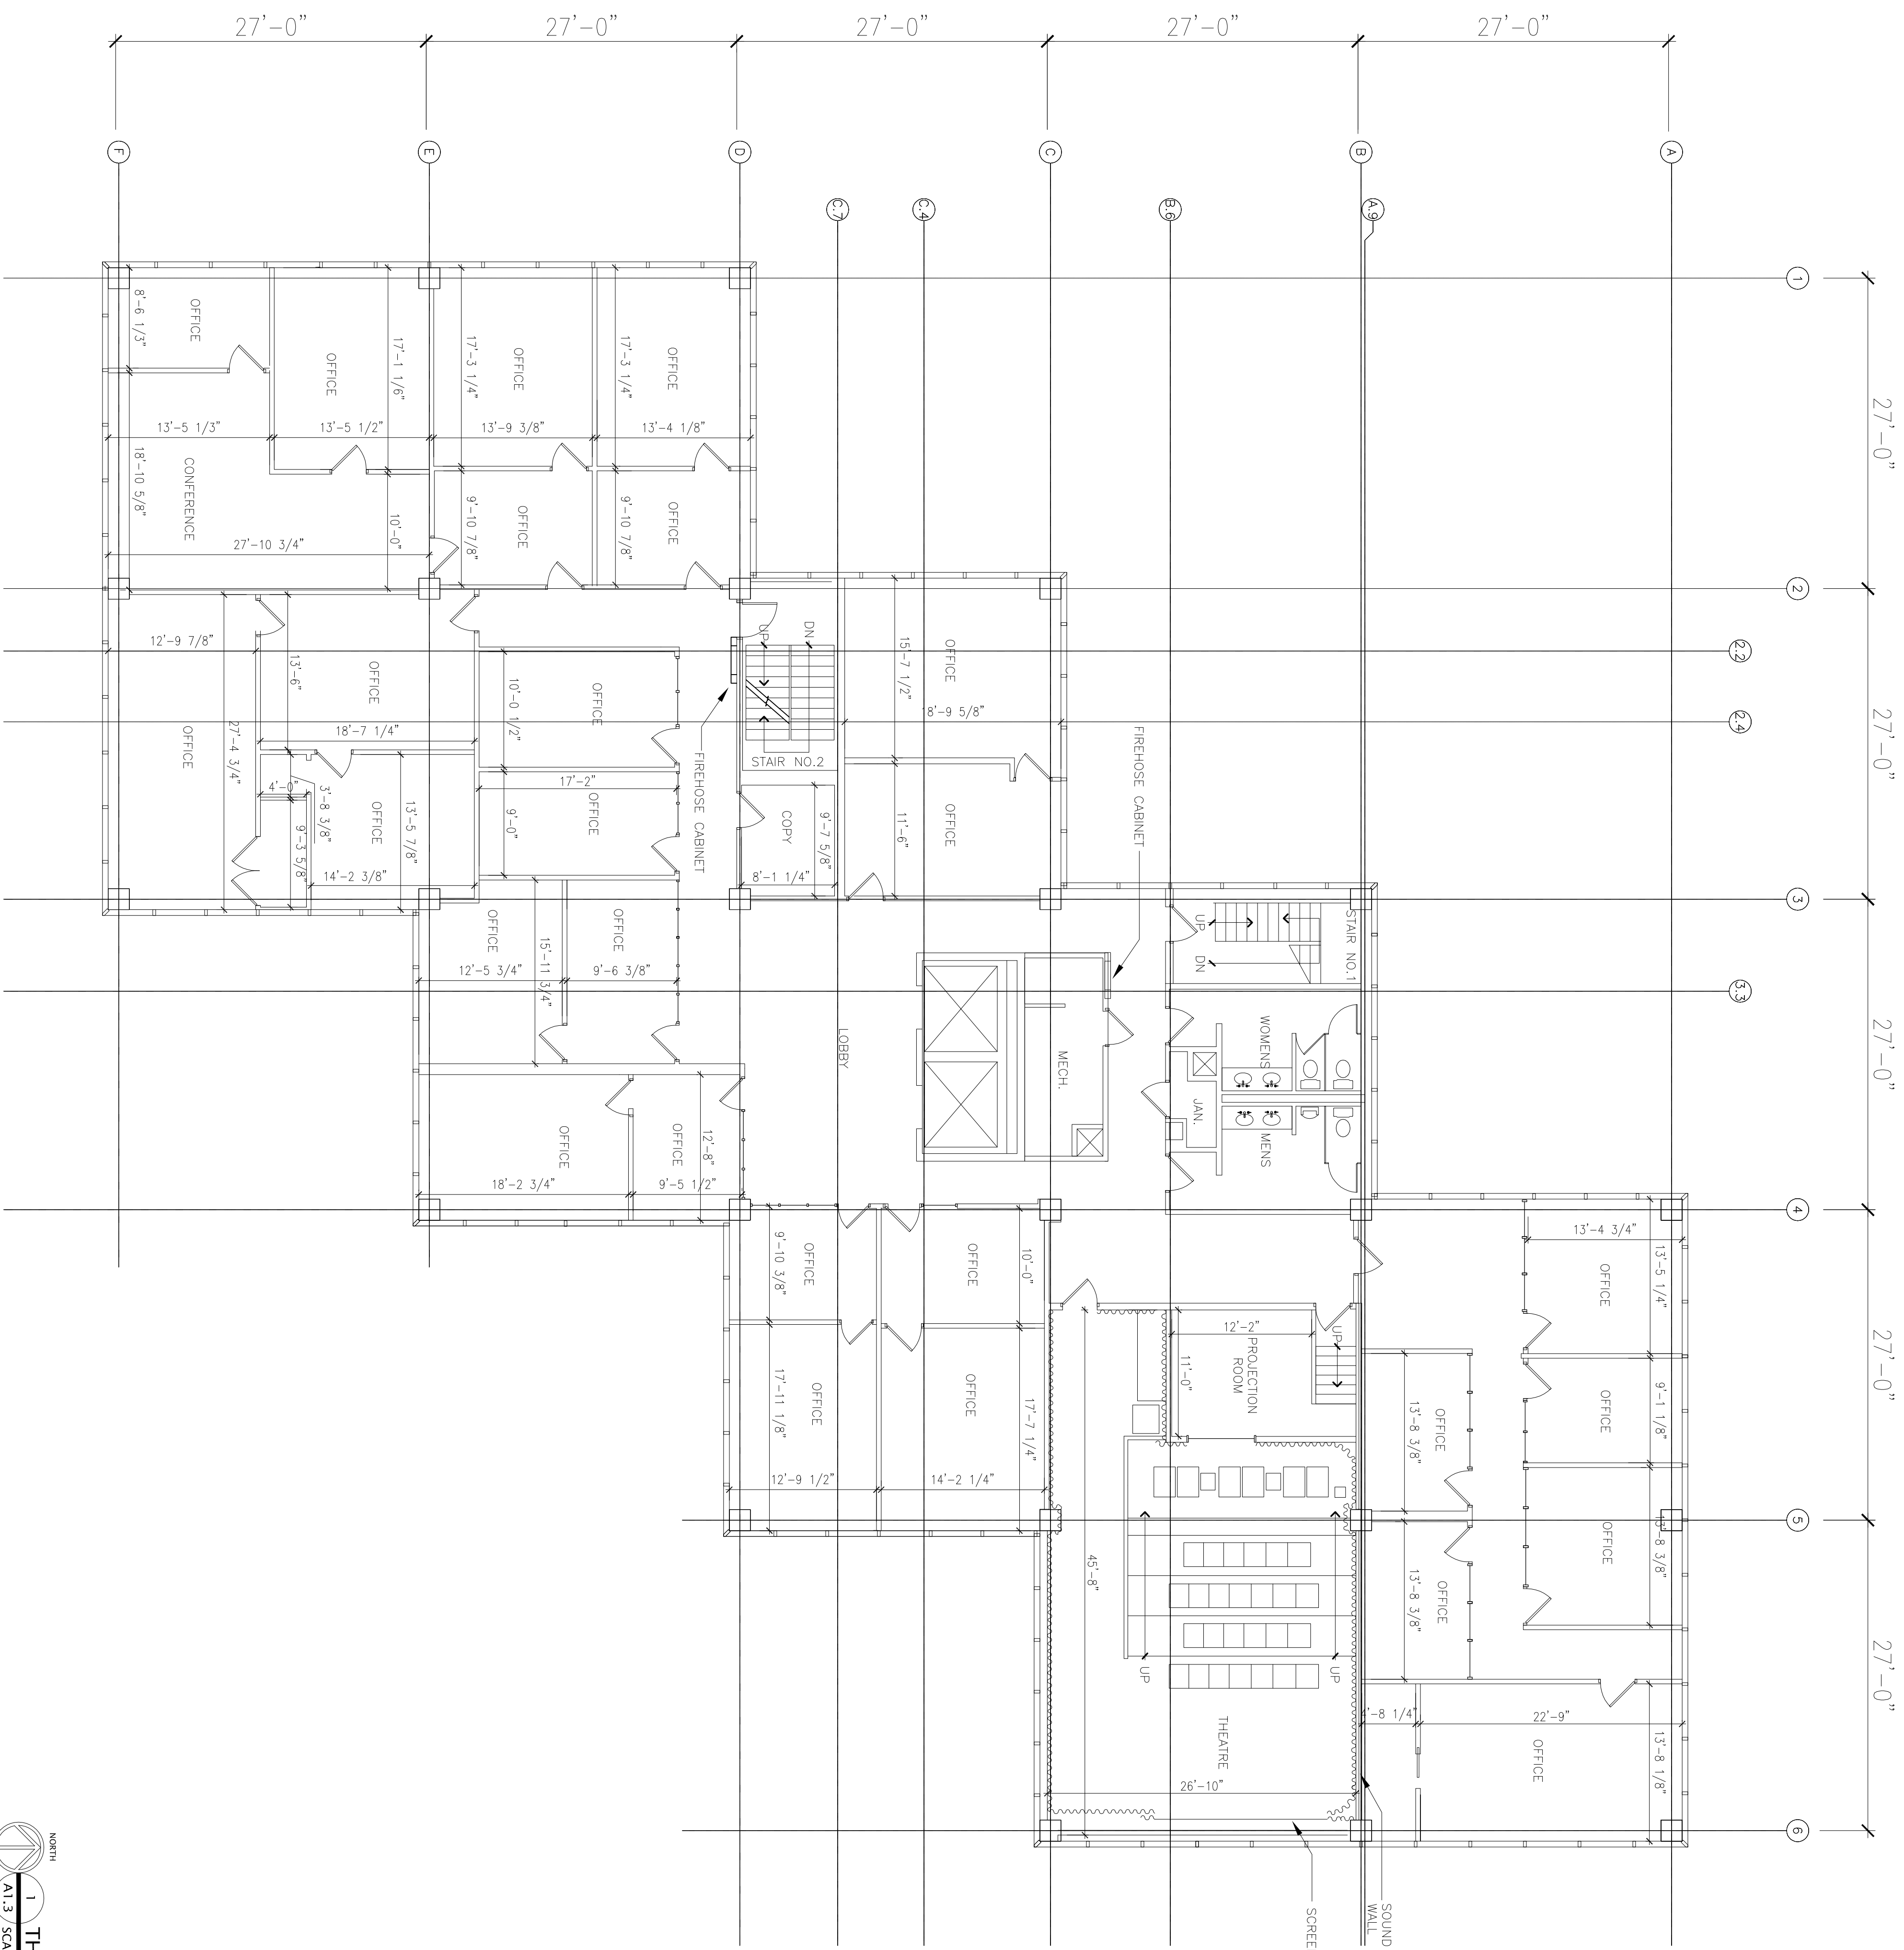 27'-0"
27'-0"
27'-0"
27'-0"
27'-0"
F
E
D
C
B
A
C.7
C.4
B.6
A.9
1
27'-0"
2
27'-0"
2.2
2.4
3
27'-0"
3.3
4
27'-0"
5
27'-0"
6
8'-6 1/3"
OFFICE
OFFICE
17'-1 1/6"
17'-3 1/4"
OFFICE
17'-3 1/4"
OFFICE
13'-5 1/3"
13'-5 1/2"
13'-9 3/8"
13'-4 1/8"
18'-10 5/8"
CONFERENCE
10'-0"
9'-10 7/8"
OFFICE
9'-10 7/8"
OFFICE
27'-10 3/4"
12'-9 7/8"
13'-6"
OFFICE
OFFICE
27'-4 3/4"
18'-7 1/4"
10'-0 1/2"
OFFICE
UP
DN
STAIR NO.2
15'-7 1/2"
OFFICE
18'-9 5/8"
FIREHOSE CABINET
4'-0"
3'-8 3/8"
9'-3 5/8"
OFFICE
13'-5 7/8"
14'-2 3/8"
17'-2"
9'-0"
OFFICE
FIREHOSE CABINET
COPY
9'-7 5/8"
8'-1 1/4"
11'-6"
OFFICE
OFFICE
15'-11 3/4"
OFFICE
12'-5 3/4"
9'-6 3/8"
UP
DN
STAIR NO.1
LOBBY
MECH.
WOMENS
JAN.
MENS
OFFICE
OFFICE
12'-8"
18'-2 3/4"
9'-5 1/2"
9'-10 3/8"
OFFICE
OFFICE
10'-0"
17'-11 1/8"
OFFICE
OFFICE
17'-7 1/4"
12'-9 1/2"
14'-2 1/4"
12'-2"
11'-0"
PROJECTION
ROOM
UP
13'-4 3/4"
OFFICE
13'-5 1/4"
13'-8 3/8"
OFFICE
OFFICE
9'-1 1/8"
OFFICE
13'-8 3/8"
13'-8 3/8"
OFFICE
45'-8"
UP
UP
THEATRE
26'-10"
4'-8 1/4"
22'-9"
OFFICE
13'-8 1/8"
SOUND
WALL
SCREE
NORTH
1
A1.3
TH
SCA